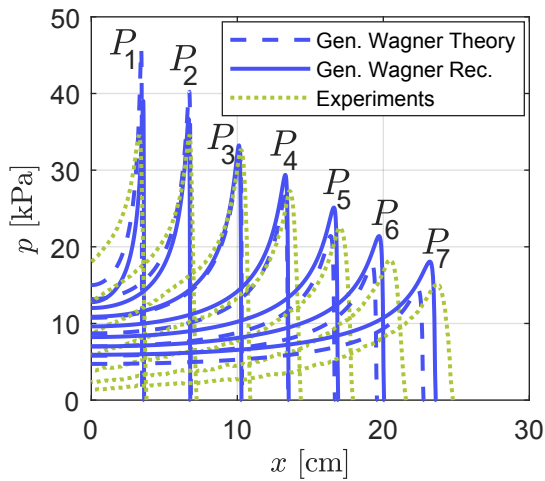 50
40
30
20
10
0
p [kPa]
0
10
20
30
x [cm]
Gen. Wagner Theory
Gen. Wagner Rec.
Experiments
P1
P2
P3
P4
P5
P6
P7